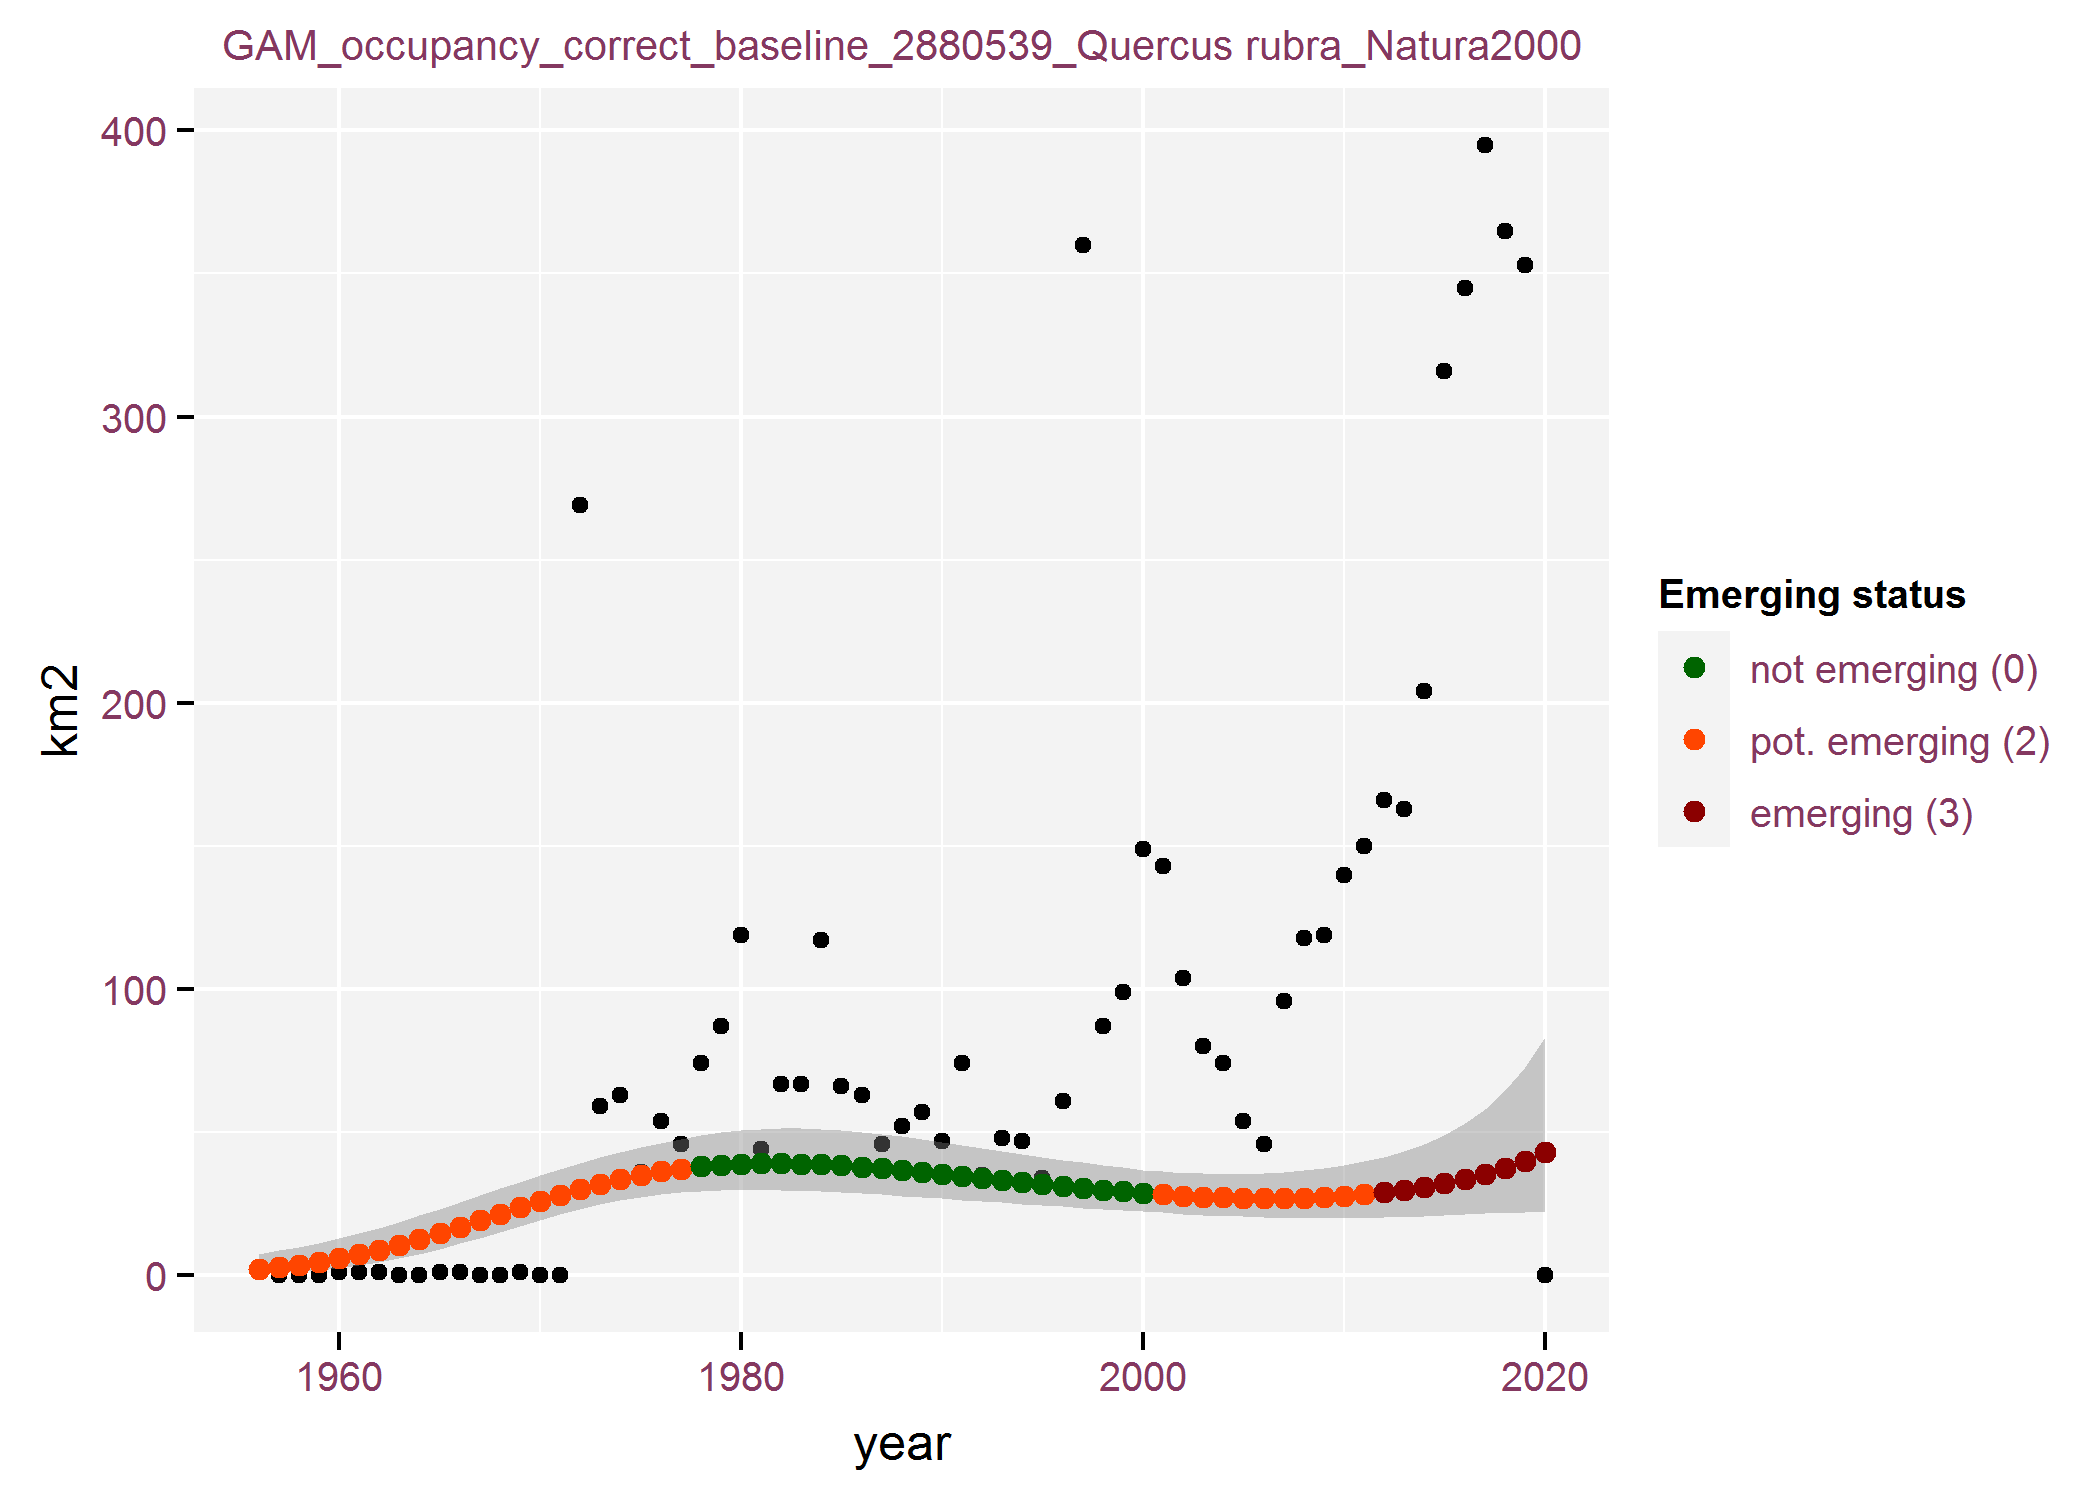 GAM_occupancy_correct_baseline_2880539_Quercus rubra_Natura2000
400
300
200
100
0
km2
1960
1980
2000
2020
year
Emerging status
not emerging (0)
pot. emerging (2)
emerging (3)